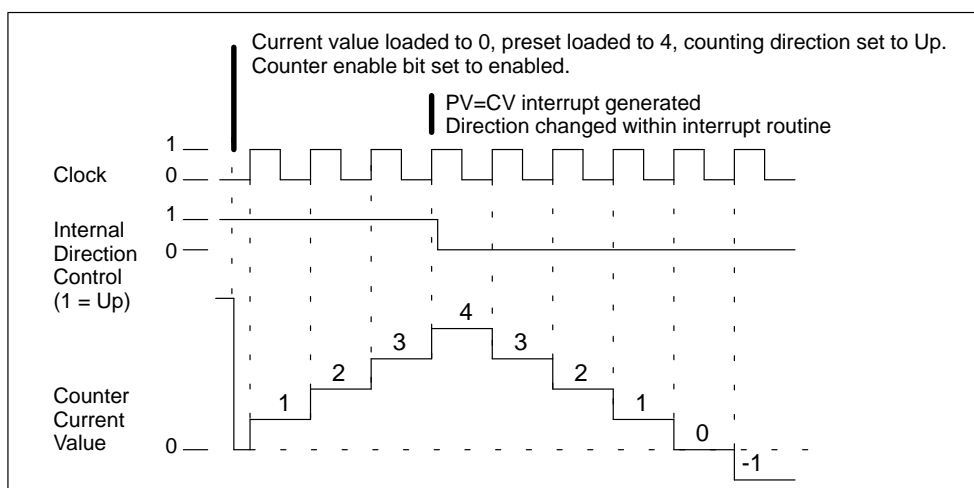 Current value loaded to 0, preset loaded to 4, counting direction set to Up.
Counter enable bit set to enabled.
PV=CV interrupt generated
Direction changed within interrupt routine
1
Clock
0
1
Internal
Direction
Control
(1 = Up)
0
4
3
3
2
2
1
1
0
-1
Counter
Current
Value
0